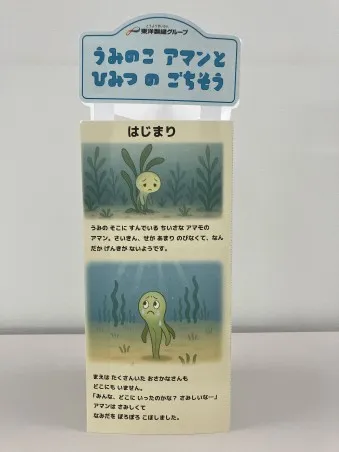 東洋製罐グループ
うみのこ アマンと
ひみつ の ごちそう
はじまり
うみの そこに すんでいる ちいさな アマモの
アマン。さいきん、せが あまり のびなくて、なん
だか げんきが ないようです。
まえは たくさんいた おさかなさんも
どこにも いません。
「みんな、どこに いったのかな？ さみしいな…」
アマンは さみしくて
なみだを ぽろぽろ こぼしました。